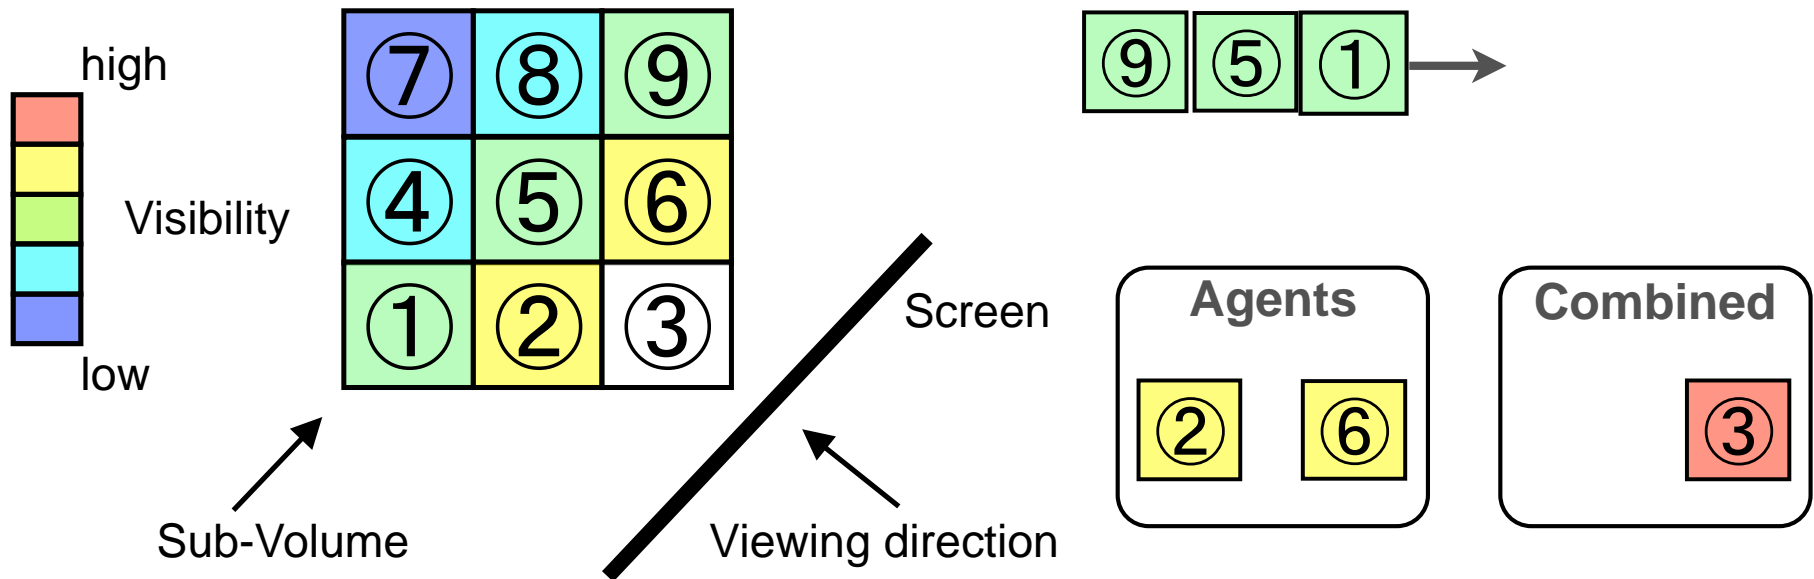 high
Visibility
low
⑦ ⑧ ⑨
④ ⑤ ⑥
① ② ③
Sub-Volume
Screen
Viewing direction
⑨ ⑤ ①
Agents
② ⑥
Combined
③